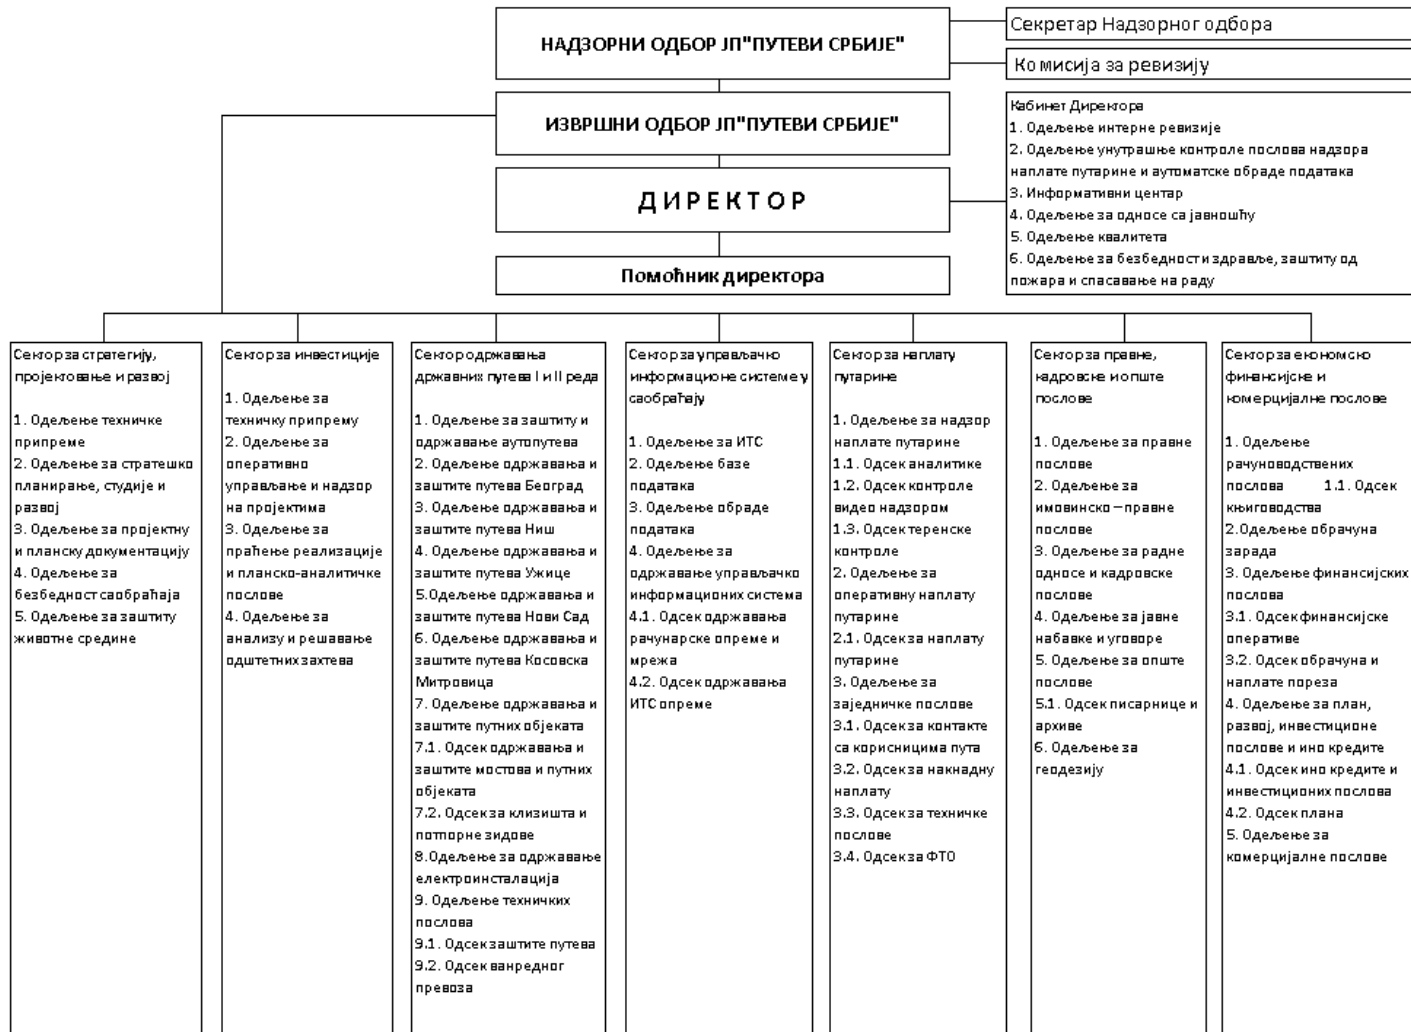 НАДЗОРНИ ОДБОР ЈП"ПУТЕВИ СРБИЈЕ"
Секретар Надзорног одбора
Комисија за ревизију
ИЗВРШНИ ОДБОР ЈП"ПУТЕВИ СРБИЈЕ"
Д И Р Е К Т О Р
Помоћник директора
Кабинет Директора
1. Одељење интерне ревизије
2. Одељење унутрашње контроле послова надзора
наплате путарине и аутоматске обраде података
3. Информативни центар
4. Одељење за односе са јавношћу
5. Одељење квалитета
6. Одељење за безбедност и здравље, заштиту од
пожара и спасавање на раду
Сектор за стратегију,
пројектовање и развој
1. Одељење техничке
припреме
2. Одељење за стратешко
планирање, студије и
развој
3. Одељење за пројектну
и планску документацију
4. Одељење за
безбедност саобраћаја
5. Одељење за заштиту
животне средине
Сектор за инвестиције
1. Одељење за
техничку припрему
2. Одељење за
оперативно
управљање и надзор
на пројектима
3. Одељење за
праћење реализације
и планско-аналитичке
послове
4. Одељење за
анализу и решавање
одштетних захтева
Сектор одржавања
државних путева I и II реда
1. Одељење за заштиту и
одржавање аутопутева
2. Одељење одржавања и
заштите путева Београд
3. Одељење одржавања и
заштите путева Ниш
4. Одељење одржавања и
заштите путева Ужице
5.Одељење одржавања и
заштите путева Нови Сад
6. Одељење одржавања и
заштите путева Косовска
Митровица
7. Одељење одржавања и
заштите путних објеката
7.1. Одсек одржавања и
заштите мостова и путних
објеката
7.2. Одсек за клизишта и
потпорне зидове
8.Одељење за одржавање
електроинсталација
9. Одељење техничких
послова
9.1. Одсек заштите путева
9.2. Одсек ванредног
превоза
Сектор за управљачко
информационе системе у
саобраћају
1. Одељење за ИТС
2. Одељење базе
података
3. Одељење обраде
података
4. Одељење за
одржавање управљачко
информационих система
4.1. Одсек одржавања
рачунарске опреме и
мрежа
4.2. Одсек одржавања
ИТС опреме
Сектор за наплату
путарине
1. Одељење за надзор
наплате путарине
1.1. Одсек аналитике
1.2. Одсек контроле
видео надзором
1.3. Одсек теренске
контроле
2. Одељење за
оперативну наплату
путарине
2.1. Одсек за наплату
путарине
3. Одељење за
заједничке послове
3.1. Одсек за контакте
са корисницима пута
3.2. Одсек за накнадну
наплату
3.3. Одсек за техничке
послове
3.4. Одсек за ФТО
Сектор за правне,
кадровске и опште
послове
1. Одељење за правне
послове
2. Одељење за
имовинско – правне
послове
3. Одељење за радне
односе и кадровске
послове
4. Одељење за јавне
набавке и уговоре
5. Одељење за опште
послове
5.1. Одсек писарнице и
архиве
6. Одељење за
геодезију
Сектор за економско
финансијске и
комерцијалне послове
1. Одељење
рачуноводствених
послова 1.1. Одсек
књиговодства
2.Одељење обрачуна
зарада
3. Одељење финансијских
послова
3.1. Одсек финансијске
оперативе
3.2. Одсек обрачуна и
наплате пореза
4. Одељење за план,
развој, инвестиционе
послове и ино кредите
4.1. Одсек ино кредите и
инвестиционих послова
4.2. Одсек плана
5. Одељење за
комерцијалне послове